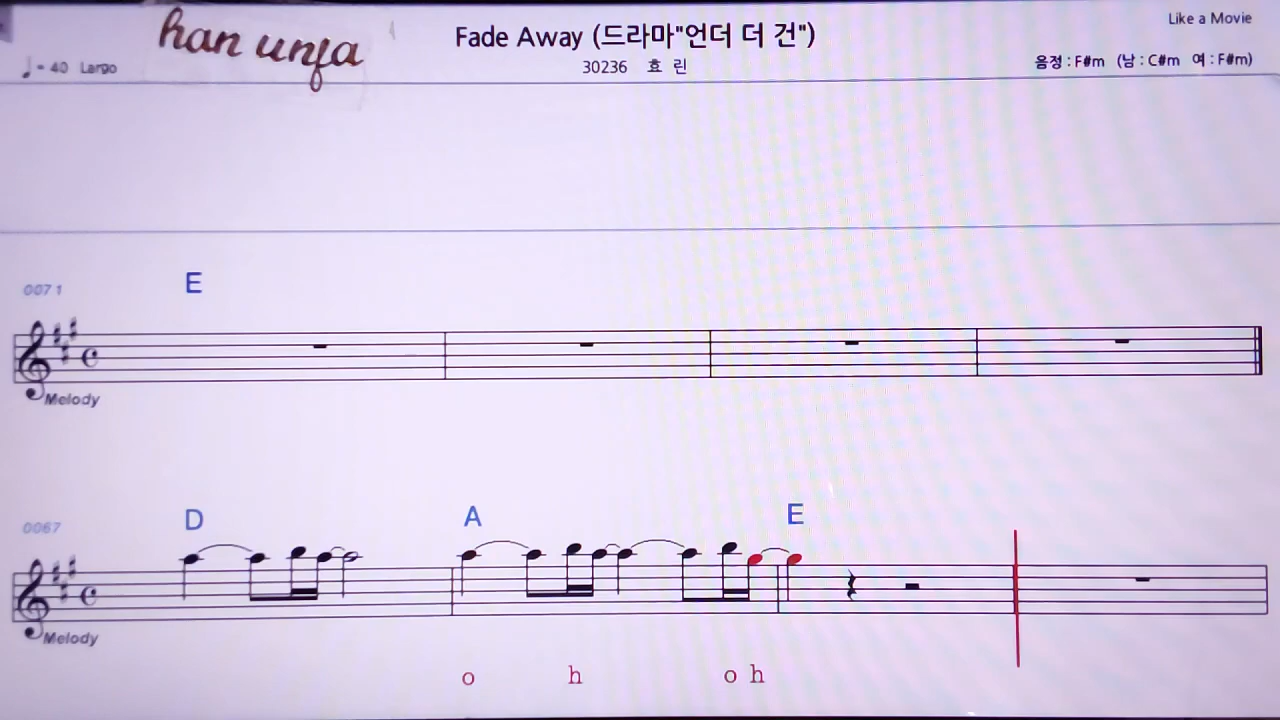 han unfa
Fade Away (드라마"언더 더 건")
Like a Movie
♩= 40 Largo
30236 효 린
음정 : F#m (남 : C#m 여 : F#m)
0071
E
Melody
0067
D A E
Melody
o h oh